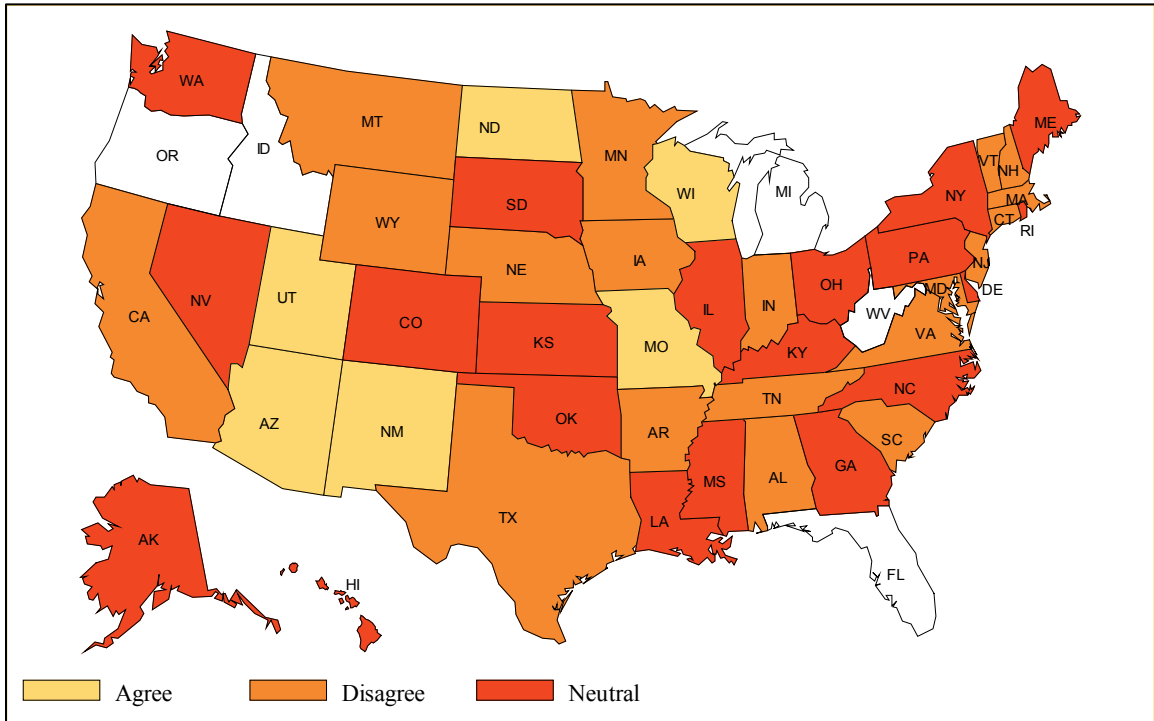 WA
ME
MT
ND
VT
MN
OR
ID
NH
WI
MI
NY
MA
SD
CT
WY
RI
PA
IA
NJ
NE
OH
MD
DE
UT
IN
NV
IL
WV
CA
CO
VA
KS
MO
KY
NC
TN
OK
AZ
NM
AR
SC
GA
MS
AL
TX
LA
AK
FL
HI
Agree Disagree Neutral